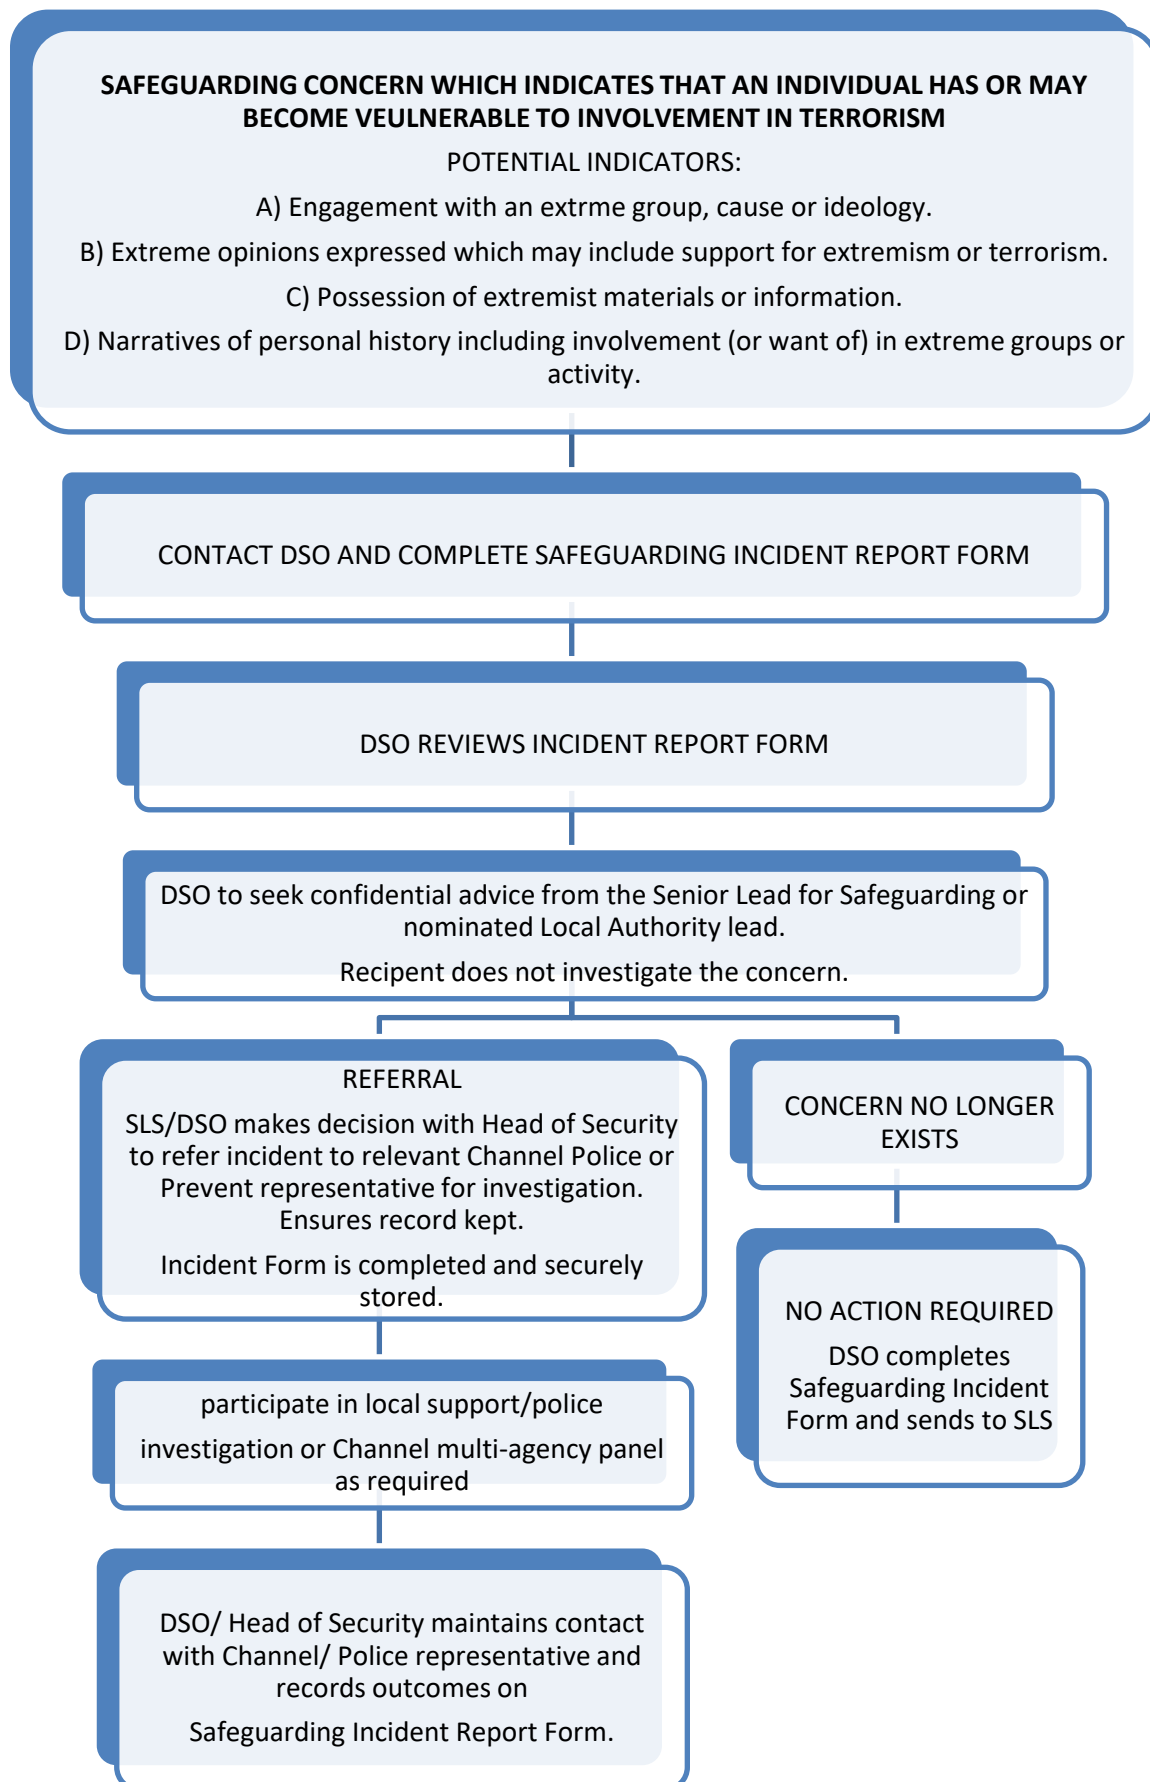 SAFEGUARDING CONCERN WHICH INDICATES THAT AN INDIVIDUAL HAS OR MAY
BECOME VEULNERABLE TO INVOLVEMENT IN TERRORISM
POTENTIAL INDICATORS:
A) Engagement with an extrme group, cause or ideology.
B) Extreme opinions expressed which may include support for extremism or terrorism.
C) Possession of extremist materials or information.
D) Narratives of personal history including involvement (or want of) in extreme groups or
activity.
CONTACT DSO AND COMPLETE SAFEGUARDING INCIDENT REPORT FORM
DSO REVIEWS INCIDENT REPORT FORM
DSO to seek confidential advice from the Senior Lead for Safeguarding or
nominated Local Authority lead.
Recipent does not investigate the concern.
REFERRAL
SLS/DSO makes decision with Head of Security
to refer incident to relevant Channel Police or
Prevent representative for investigation.
Ensures record kept.
Incident Form is completed and securely
stored.
participate in local support/police
investigation or Channel multi-agency panel
as required
DSO/ Head of Security maintains contact
with Channel/ Police representative and
records outcomes on
Safeguarding Incident Report Form.
CONCERN NO LONGER
EXISTS
NO ACTION REQUIRED
DSO completes
Safeguarding Incident
Form and sends to SLS